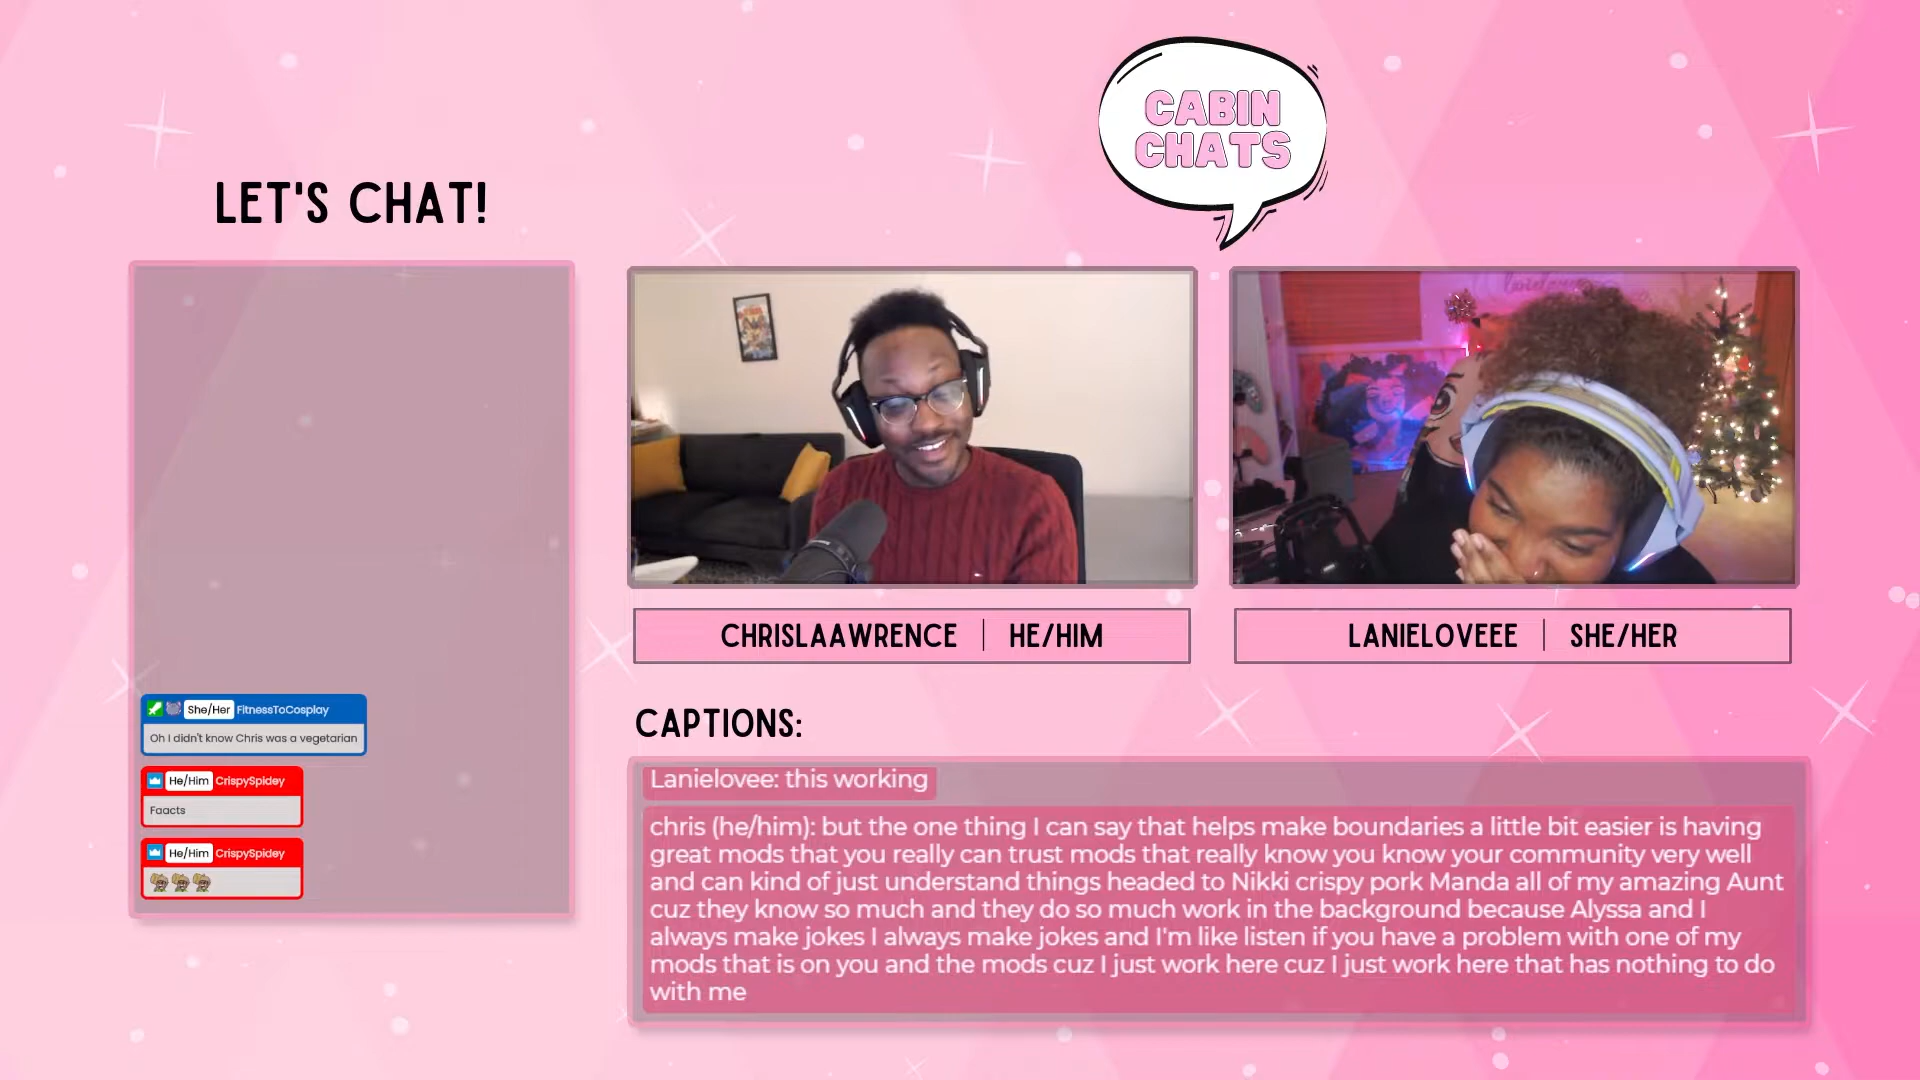 CABIN
CHATS
LET'S CHAT!
CHRISLAAWRENCE | HE/HIM
LANIELOVEEE | SHE/HER
She/Her FitnessToCosplay
Oh I didn't know Chris was a vegetarian
He/Him CrispySpidey
Faacts
He/Him CrispySpidey
CAPTIONS:
Lanielovee: this working
chris (he/him): but the one thing I can say that helps make boundaries a little bit easier is having
great mods that you really can trust mods that really know you know your community very well
and can kind of just understand things headed to Nikki crispy pork Manda all of my amazing Aunt
cuz they know so much and they do so much work in the background because Alyssa and I
always make jokes I always make jokes and I'm like listen if you have a problem with one of my
mods that is on you and the mods cuz I just work here cuz I just work here that has nothing to do
with me